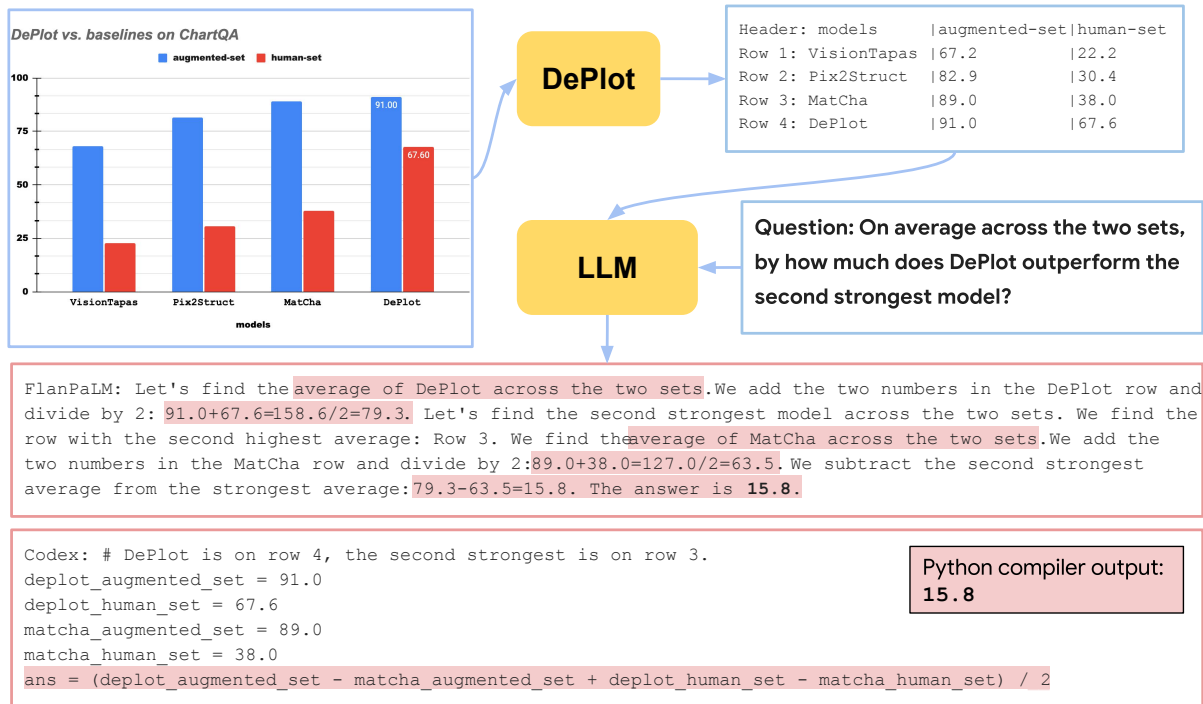 DePlot vs. baselines on ChartQA
augmented-set human-set
100
75
50
25
0
91.00
67.60
VisionTapas Pix2Struct MatCha DePlot
models
DePlot
Header: models |augmented-set|human-set
Row 1: VisionTapas |67.2 |22.2
Row 2: Pix2Struct |82.9 |30.4
Row 3: MatCha |89.0 |38.0
Row 4: DePlot |91.0 |67.6
LLM
Question: On average across the two sets,
by how much does DePlot outperform the
second strongest model?
FlanPaLM: Let's find the average of DePlot across the two sets.We add the two numbers in the DePlot row and
divide by 2: 91.0+67.6=158.6/2=79.3. Let's find the second strongest model across the two sets. We find the
row with the second highest average: Row 3. We find the average of MatCha across the two sets.We add the
two numbers in the MatCha row and divide by 2:89.0+38.0=127.0/2=63.5. We subtract the second strongest
average from the strongest average:79.3-63.5=15.8. The answer is 15.8.
Codex: # DePlot is on row 4, the second strongest is on row 3.
deplot_augmented_set = 91.0
deplot_human_set = 67.6
matcha_augmented_set = 89.0
matcha_human_set = 38.0
ans = (deplot_augmented_set - matcha_augmented_set + deplot_human_set - matcha_human_set) / 2
Python compiler output:
15.8